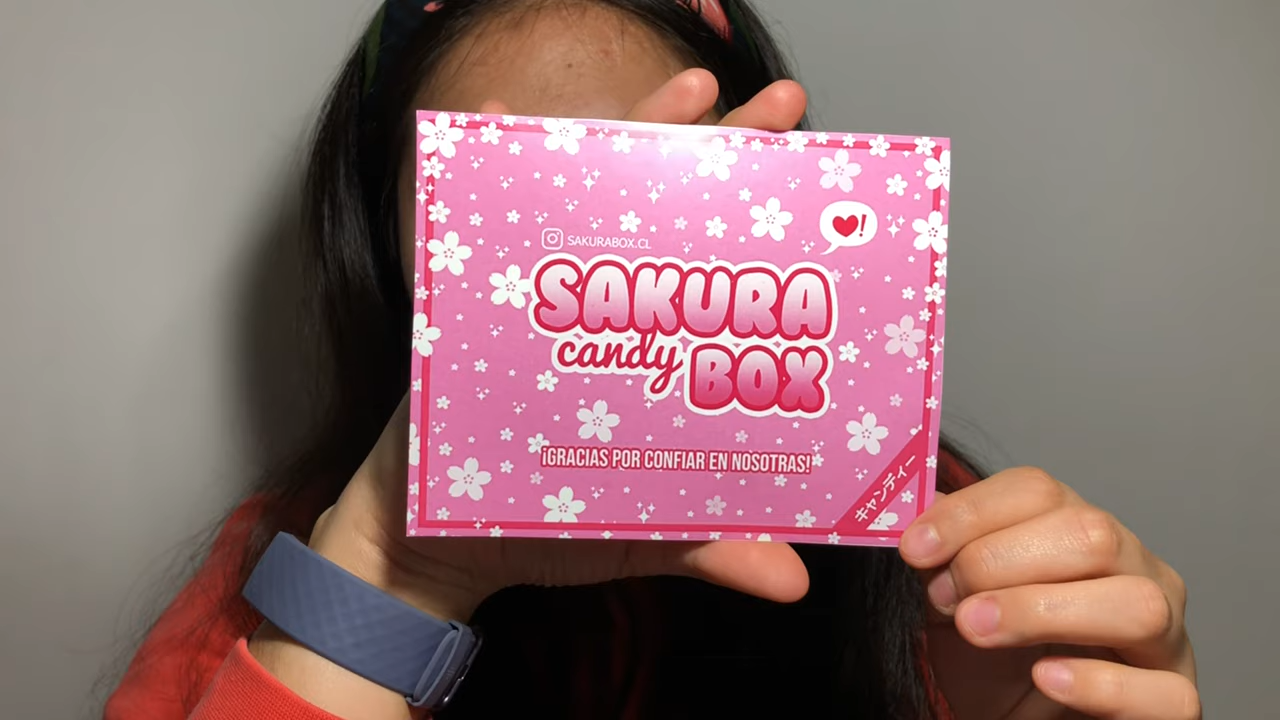 SAKURABOX.CL
SAKURA
candy BOX
¡GRACIAS POR CONFIAR EN NOSOTRAS!
キャンディー